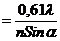 = 0,61λ / nSin α